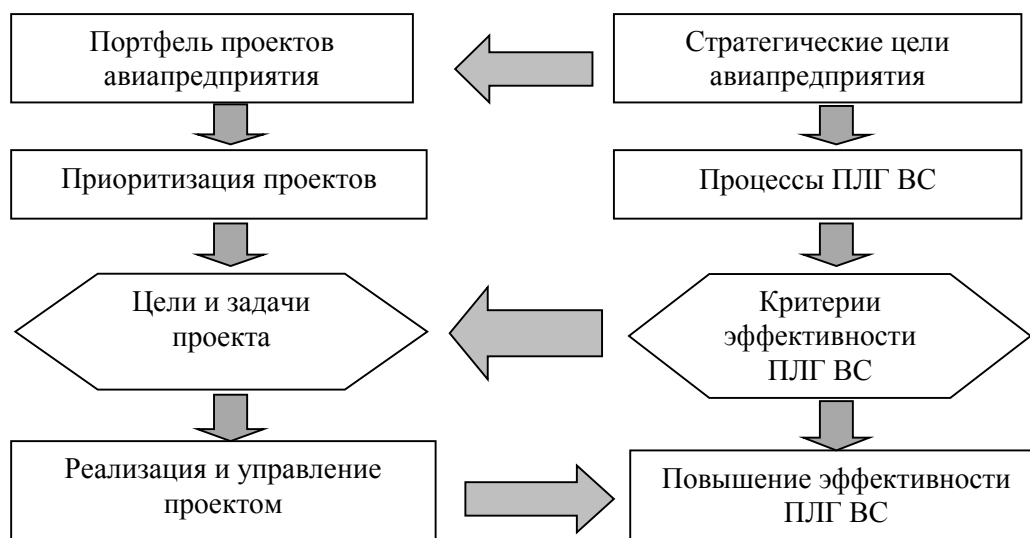 Портфель проектов
авиапредприятия
Стратегические цели
авиапредприятия
Приоритизация проектов
Процессы ПЛГ ВС
Цели и задачи
проекта
Критерии
эффективности
ПЛГ ВС
Реализация и управление
проектом
Повышение эффективности
ПЛГ ВС